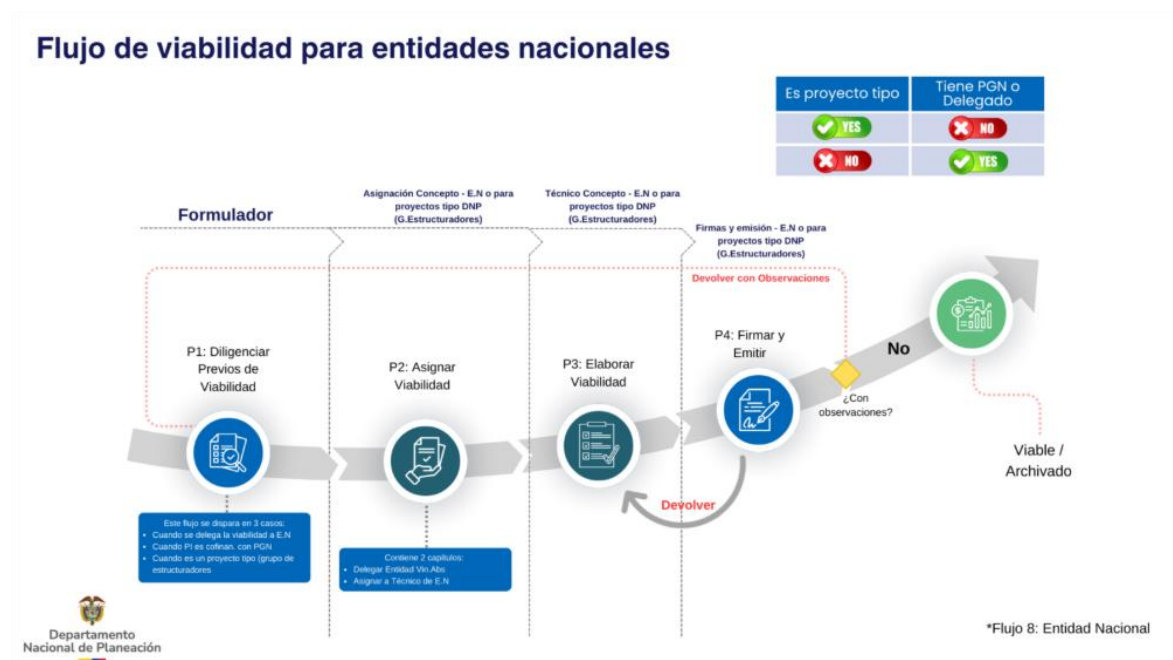 Flujo de viabilidad para entidades nacionales
Es proyecto tipo
Tiene PGN o
Delegado
YES
NO
NO
YES
Formulador
Asignación Concepto - E.N o para
proyectos tipo DNP
(G.Estructuradores)
Técnico Concepto - E.N o para
proyectos tipo DNP
(G.Estructuradores)
Firmas y emisión - E.N o para
proyectos tipo DNP
(G.Estructuradores)
Devolver con Observaciones
P1: Diligenciar
Previos de
Viabilidad
P2: Asignar
Viabilidad
P3: Elaborar
Viabilidad
P4: Firmar y
Emitir
No
¿Con
observaciones?
Viable /
Archivado
Devolver
Este flujo se dispara en 3 casos:
Cuando se delega la viabilidad a E.N
Cuando PI es cofinan. con PGN
Cuando es un proyecto tipo (grupo de
estructuradores
Contiene 2 capitulos:
Delegar Entidad Vin.Abs
Asignar a Técnico de E.N
Departamento
Nacional de Planeación
*Flujo 8: Entidad Nacional